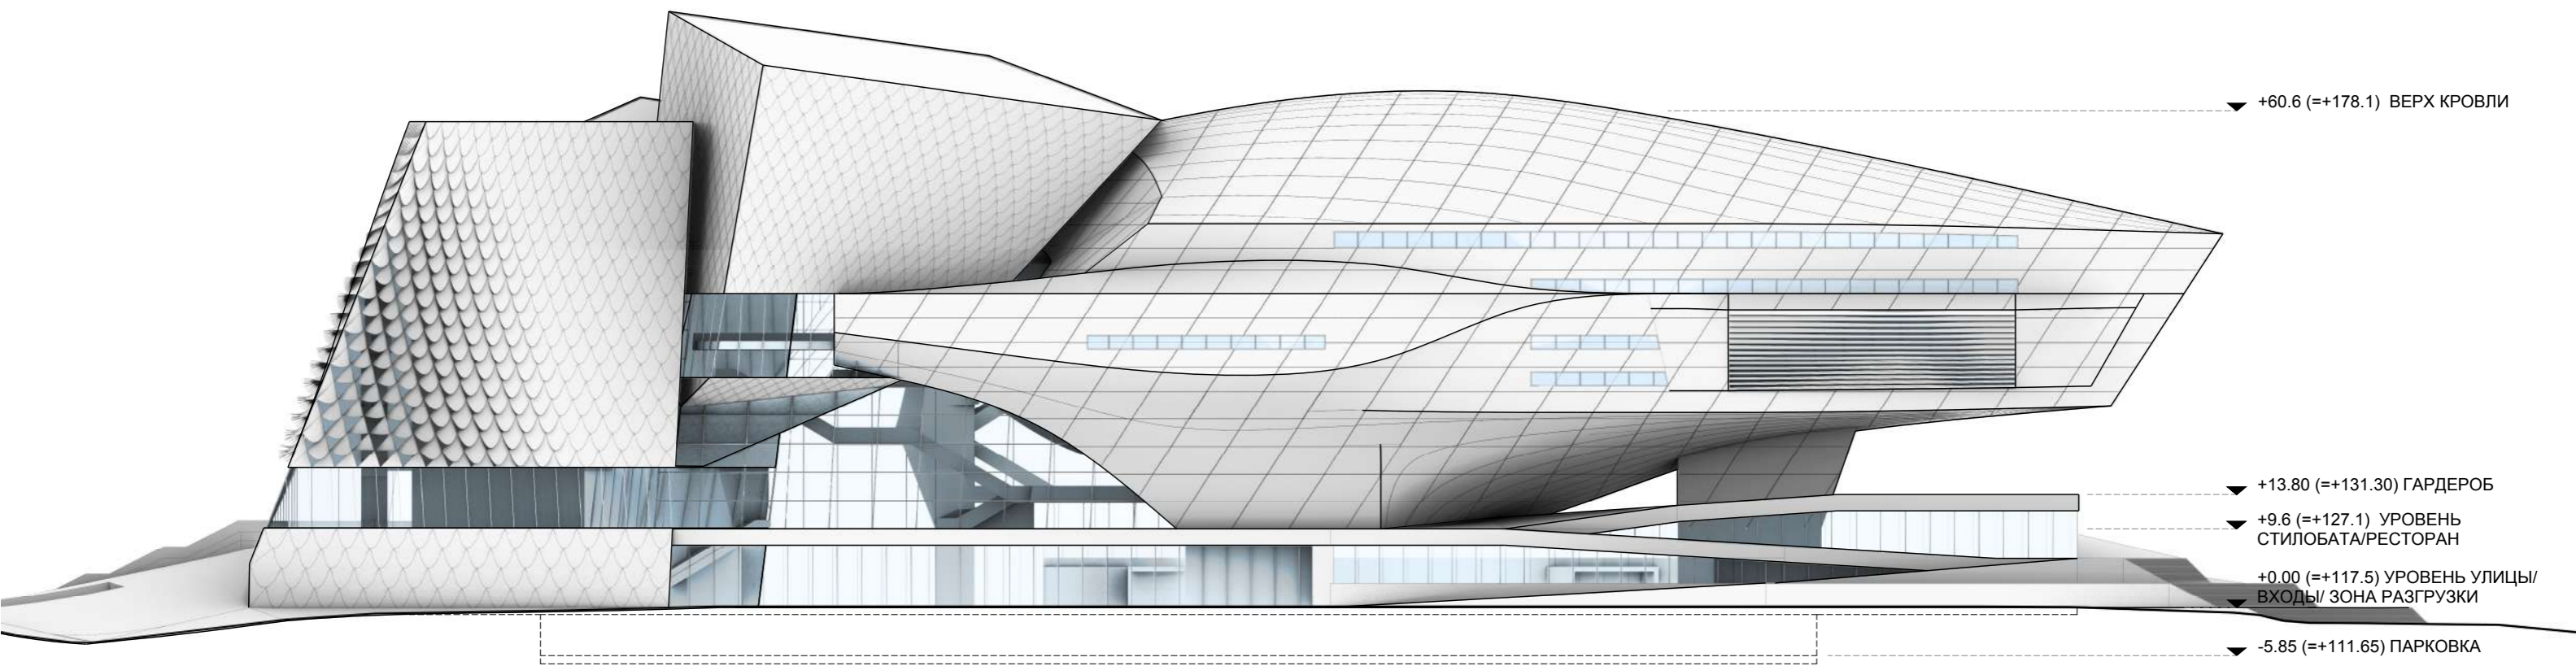 +60.6 (=+178.1) ВЕРХ КРОВЛИ
+13.80 (=+131.30) ГАРДЕРОБ
+9.6 (=+127.1) УРОВЕНЬ
СТИЛОБАТА/РЕСТОРАН
+0.00 (=+117.5) УРОВЕНЬ УЛИЦЫ/
ВХОДЫ/ ЗОНА РАЗГРУЗКИ
-5.85 (=+111.65) ПАРКОВКА